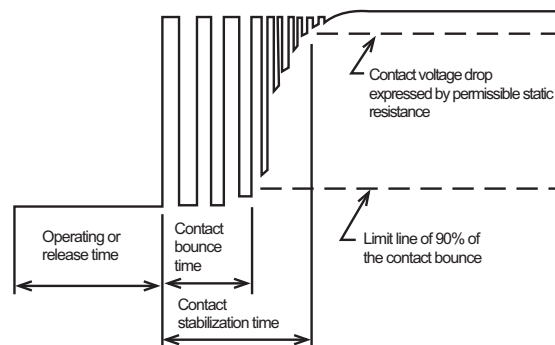 Contact voltage drop
expressed by permissible static
resistance
Operating or
release time
Contact
bounce
time
Limit line of 90% of
the contact bounce
Contact
stabilization time